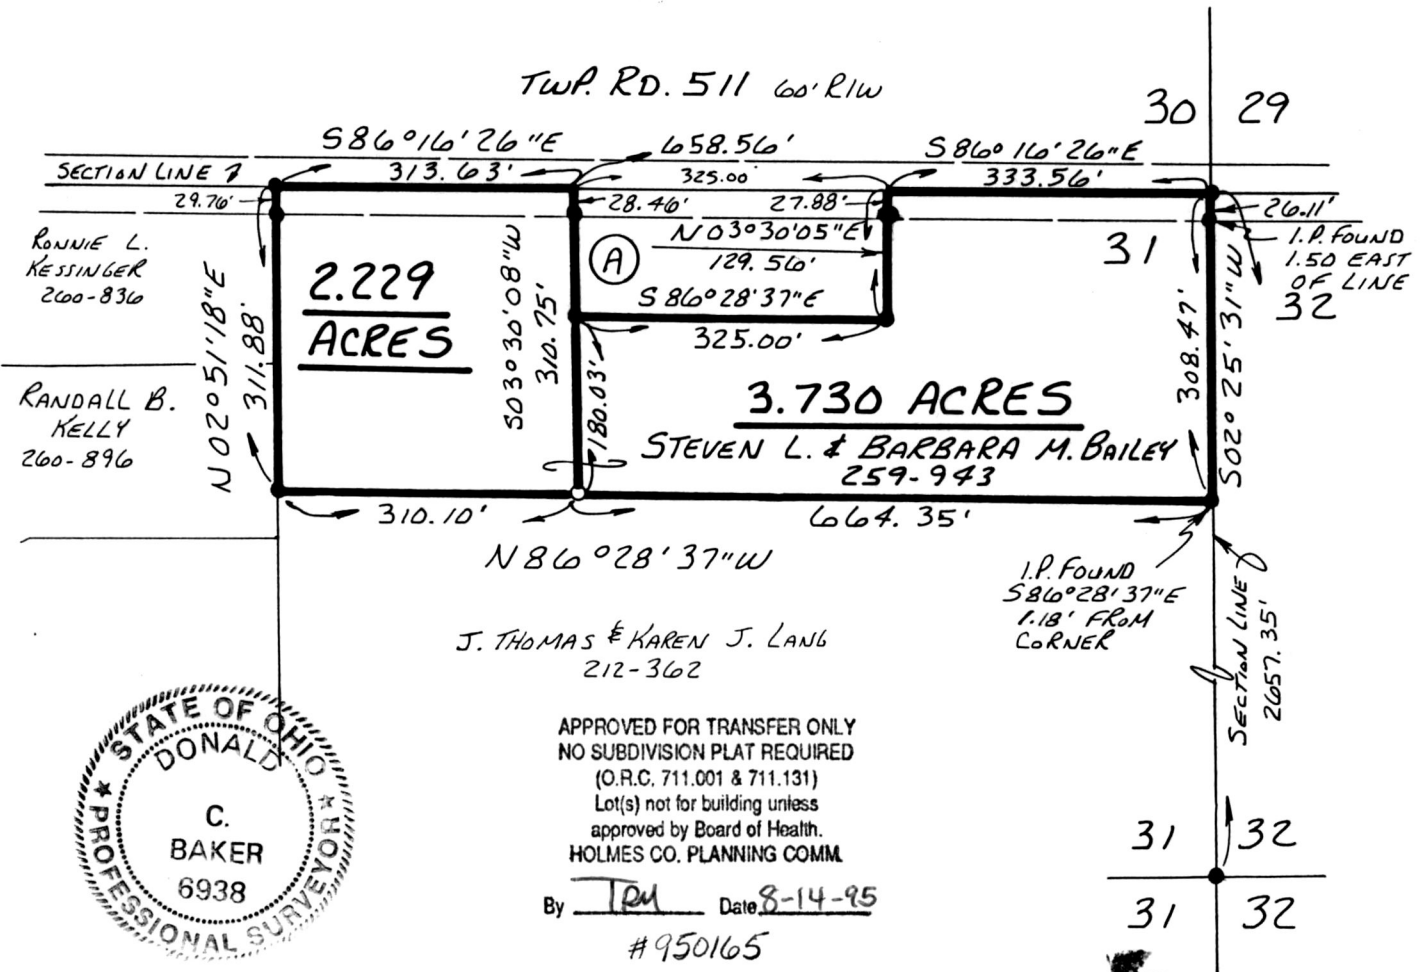 TWP. RD. 511 60' R/W
30 29
S86°16'26"E
658.56'
S86°16'26"E
SECTION LINE
313.63'
325.00'
333.56'
29.76'
28.46'
27.88'
26.11'
RONNIE L.
KESSINGER
260-836
N03°30'05"E
129.56'
A
31
I.P. FOUND
1.50 EAST
OF LINE
32
2.229
ACRES
S86°28'37"E
325.00'
N02°51'18"E
311.88'
S03°30'08"W
310.75'
180.03'
308.47'
S02°25'31"W
RANDALL B.
KELLY
260-896
3.730 ACRES
STEVEN L. & BARBARA M. BAILEY
259-943
310.10'
664.35'
N86°28'37"W
I.P. FOUND
S86°28'37"E
1.18' FROM
CORNER
SECTION LINE
2657.35'
J. THOMAS & KAREN J. LANG
212-362
STATE OF OHIO
DONALD
C.
BAKER
6938
PROFESSIONAL SURVEYOR
APPROVED FOR TRANSFER ONLY
NO SUBDIVISION PLAT REQUIRED
(O.R.C. 711.001 & 711.131)
Lot(s) not for building unless
approved by Board of Health.
HOLMES CO. PLANNING COMM.
By Date 8-14-95
#950165
31 32
31 32